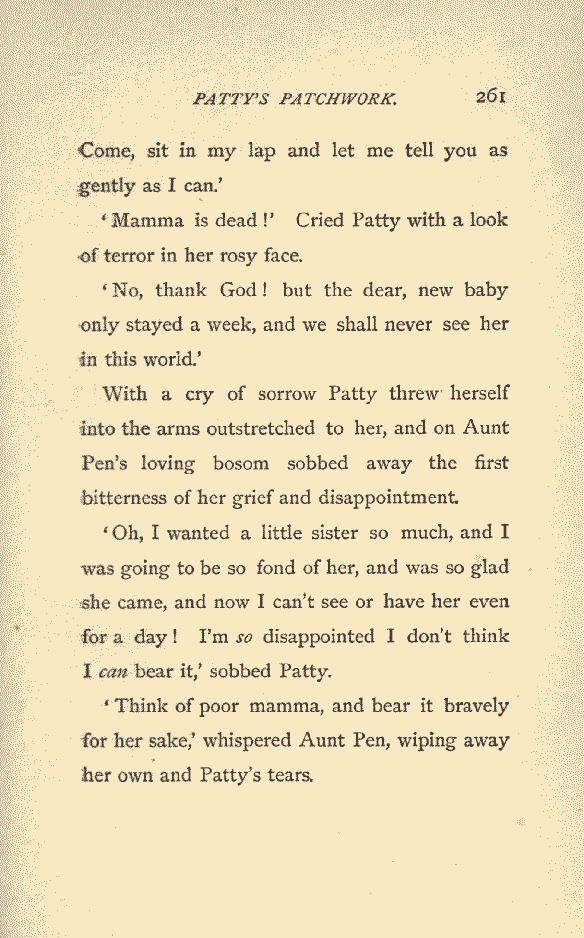 PATTY'S PATCHWORK. 261
Come, sit in my lap and let me tell you as
gently as I can.'
'Mamma is dead!' Cried Patty with a look
of terror in her rosy face.
'No, thank God! but the dear, new baby
only stayed a week, and we shall never see her
in this world.'
With a cry of sorrow Patty threw herself
into the arms outstretched to her, and on Aunt
Pen's loving bosom sobbed away the first
bitterness of her grief and disappointment.
'Oh, I wanted a little sister so much, and I
was going to be so fond of her, and was so glad
she came, and now I can't see or have her even
for a day! I'm so disappointed I don't think
I can bear it,' sobbed Patty.
'Think of poor mamma, and bear it bravely
for her sake,' whispered Aunt Pen, wiping away
her own and Patty's tears.